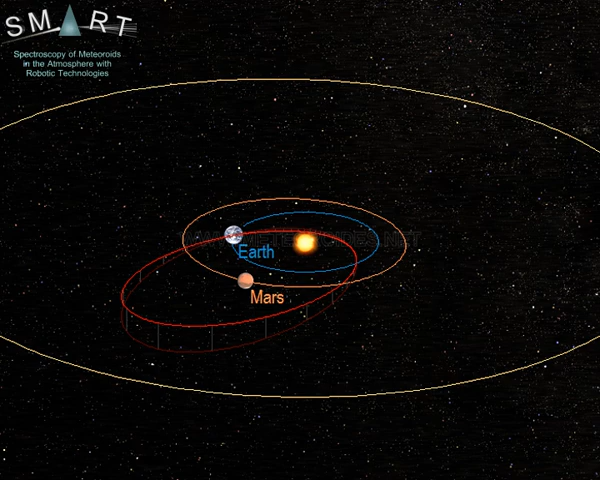 SMART
Spectroscopy of Meteoroids
in the Atmosphere with
Robotic Technologies
Earth
Mars